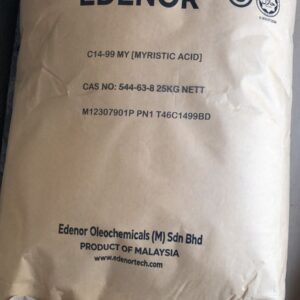 EDENOR
C14-99 MY [MYRISTIC ACID]
CAS NO: 544-63-8 25KG NETT
M12307901P PN1 T46C1499BD
Edenor Oleochemicals (M) Sdn Bhd
PRODUCT OF MALAYSIA
www.edenortech.com